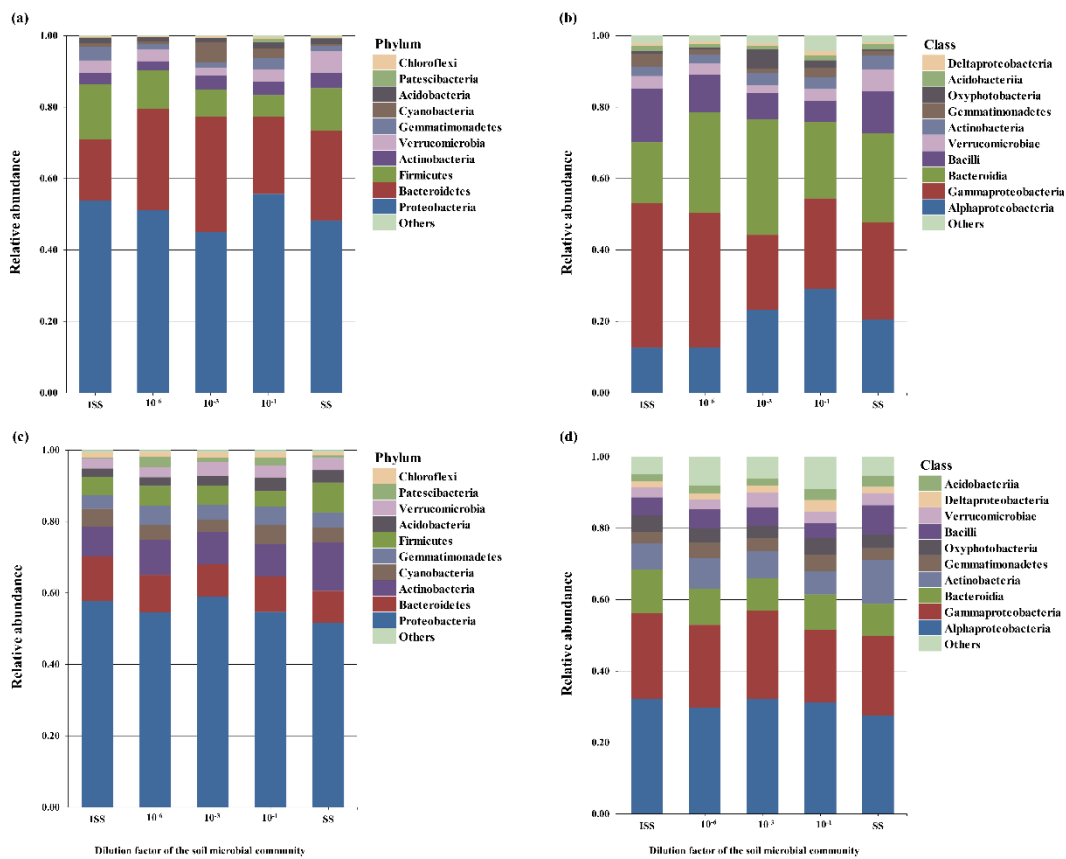 (a)
1.00
0.80
0.60
0.40
0.20
0.00
Relative abundance
ISS
10⁻⁶
10⁻³
10⁻¹
SS
Phylum
Chloroflexi
Patescibacteria
Acidobacteria
Cyanobacteria
Gemmatimonadetes
Verrucomicrobia
Actinobacteria
Firmicutes
Bacteroidetes
Proteobacteria
Others
(b)
1.00
0.80
0.60
0.40
0.20
0.00
Relative abundance
ISS
10⁻⁶
10⁻³
10⁻¹
SS
Class
Deltaproteobacteria
Acidobacteriia
Oxyphotobacteria
Gemmatimonadetes
Actinobacteria
Verrucomicrobiae
Bacilli
Bacteroidia
Gammaproteobacteria
Alphaproteobacteria
Others
(c)
1.00
0.80
0.60
0.40
0.20
0.00
Relative abundance
ISS
10⁻⁶
10⁻³
10⁻¹
SS
Dilution factor of the soil microbial community
Phylum
Chloroflexi
Patescibacteria
Verrucomicrobia
Acidobacteria
Firmicutes
Gemmatimonadetes
Cyanobacteria
Actinobacteria
Bacteroidetes
Proteobacteria
Others
(d)
1.00
0.80
0.60
0.40
0.20
0.00
Relative abundance
ISS
10⁻⁶
10⁻³
10⁻¹
SS
Dilution factor of the soil microbial community
Class
Acidobacteriia
Deltaproteobacteria
Verrucomicrobiae
Bacilli
Oxyphotobacteria
Gemmatimonadetes
Actinobacteria
Bacteroidia
Gammaproteobacteria
Alphaproteobacteria
Others